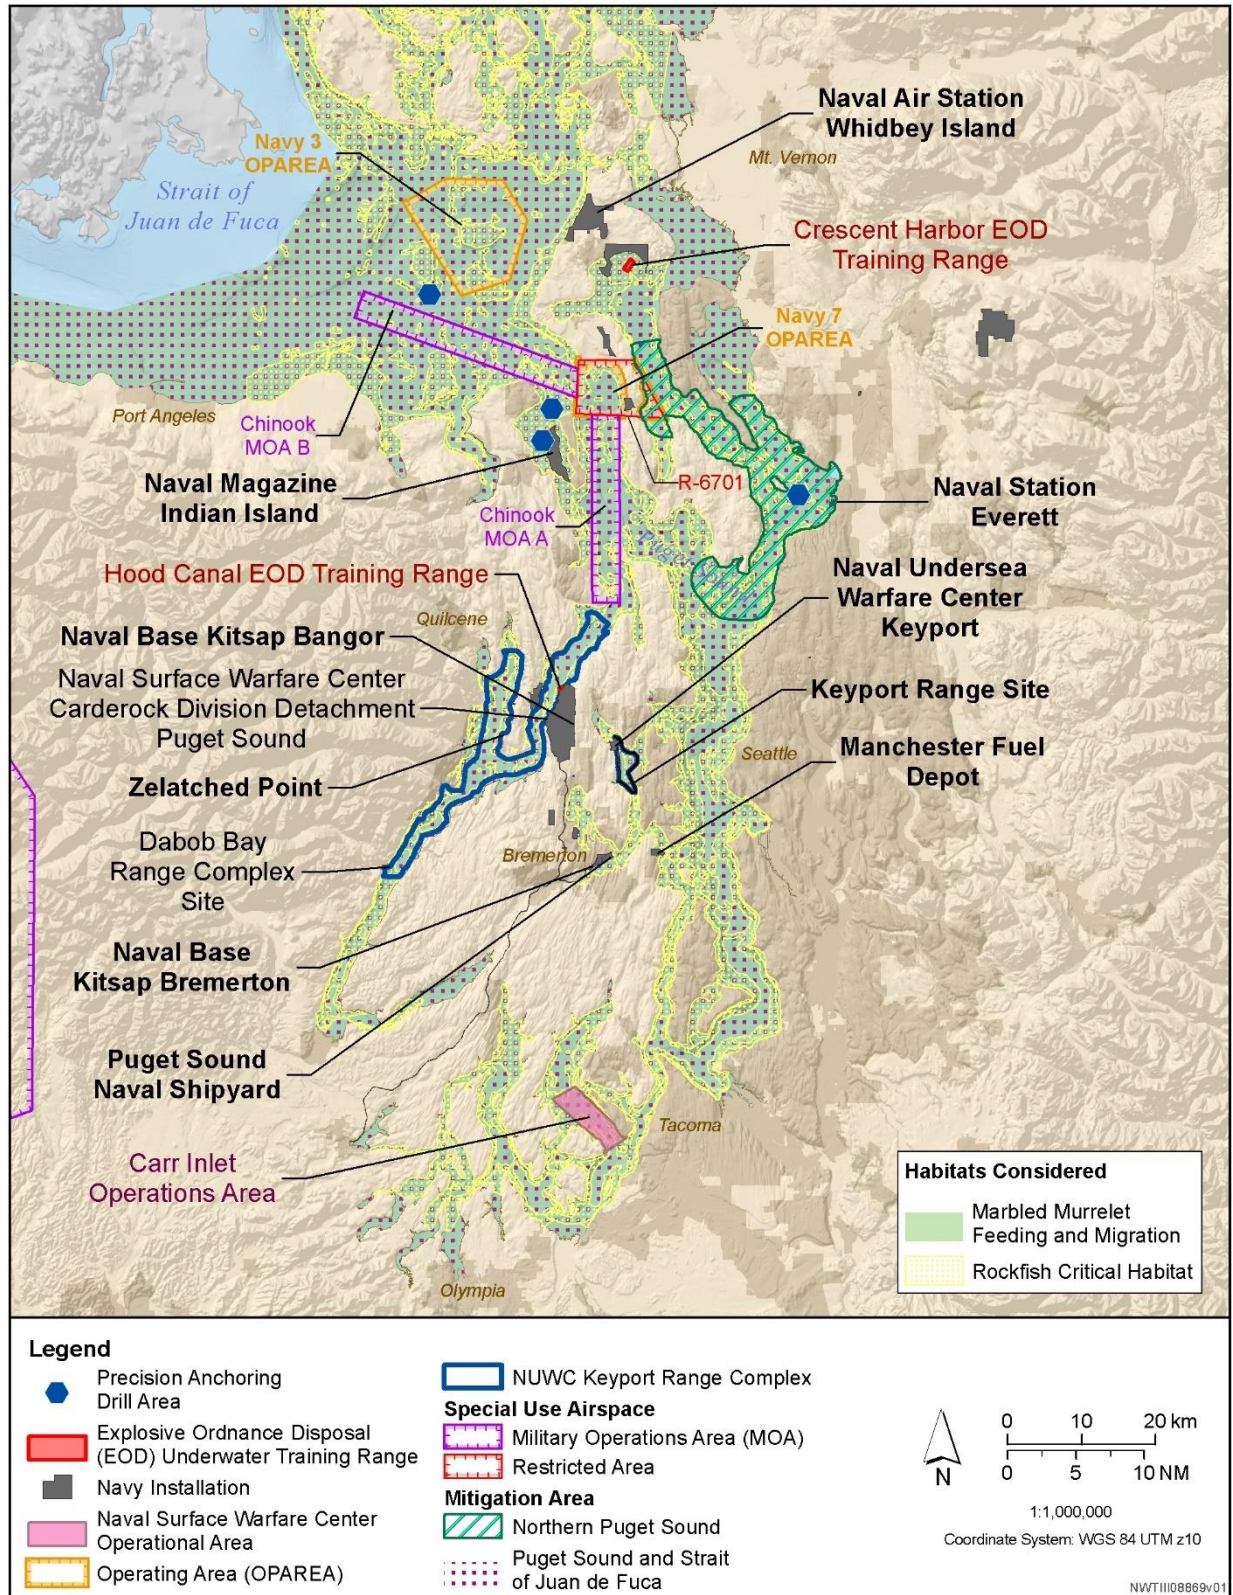 Naval Air Station
Whidbey Island
Mt. Vernon
Navy 3
OPAREA
Strait of
Juan de Fuca
Crescent Harbor EOD
Training Range
Navy 7
OPAREA
Port Angeles
Chinook
MOA B
Naval Magazine
Indian Island
R-6701
Naval Station
Everett
Chinook
MOA A
Puget Sound
Hood Canal EOD Training Range
Naval Undersea
Warfare Center
Keyport
Quilcene
Naval Base Kitsap Bangor
Naval Surface Warfare Center
Carderock Division Detachment
Puget Sound
Keyport Range Site
Seattle
Manchester Fuel
Depot
Zelatched Point
Dabob Bay
Range Complex
Site
Bremerton
Naval Base
Kitsap Bremerton
Puget Sound
Naval Shipyard
Tacoma
Carr Inlet
Operations Area
Olympia
Habitats Considered
Marbled Murrelet
Feeding and Migration
Rockfish Critical Habitat
Legend
Precision Anchoring
Drill Area
Explosive Ordnance Disposal
(EOD) Underwater Training Range
Navy Installation
Naval Surface Warfare Center
Operational Area
Operating Area (OPAREA)
NUWC Keyport Range Complex
Special Use Airspace
Military Operations Area (MOA)
Restricted Area
Mitigation Area
Northern Puget Sound
Puget Sound and Strait
of Juan de Fuca
N
0 10 20 km
0 5 10 NM
1:1,000,000
Coordinate System: WGS 84 UTM z10
NWTIII08869v01